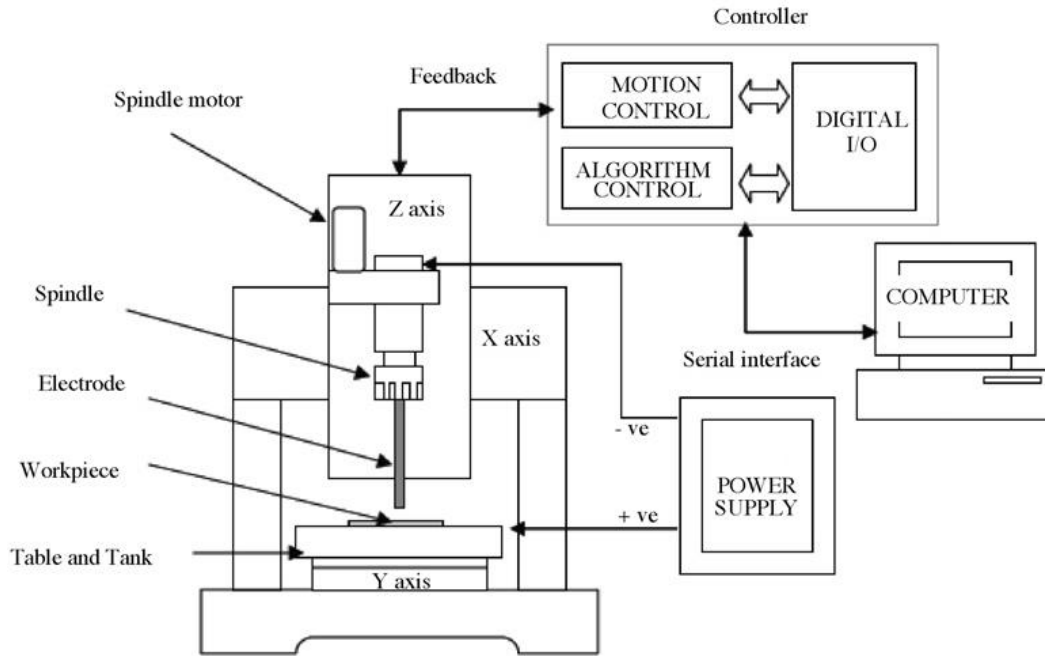 Controller
Feedback
MOTION
CONTROL
DIGITAL
I/O
ALGORITHM
CONTROL
Spindle motor
Z axis
Spindle
X axis
COMPUTER
Serial interface
Electrode
- ve
Workpiece
POWER
SUPPLY
+ ve
Table and Tank
Y axis